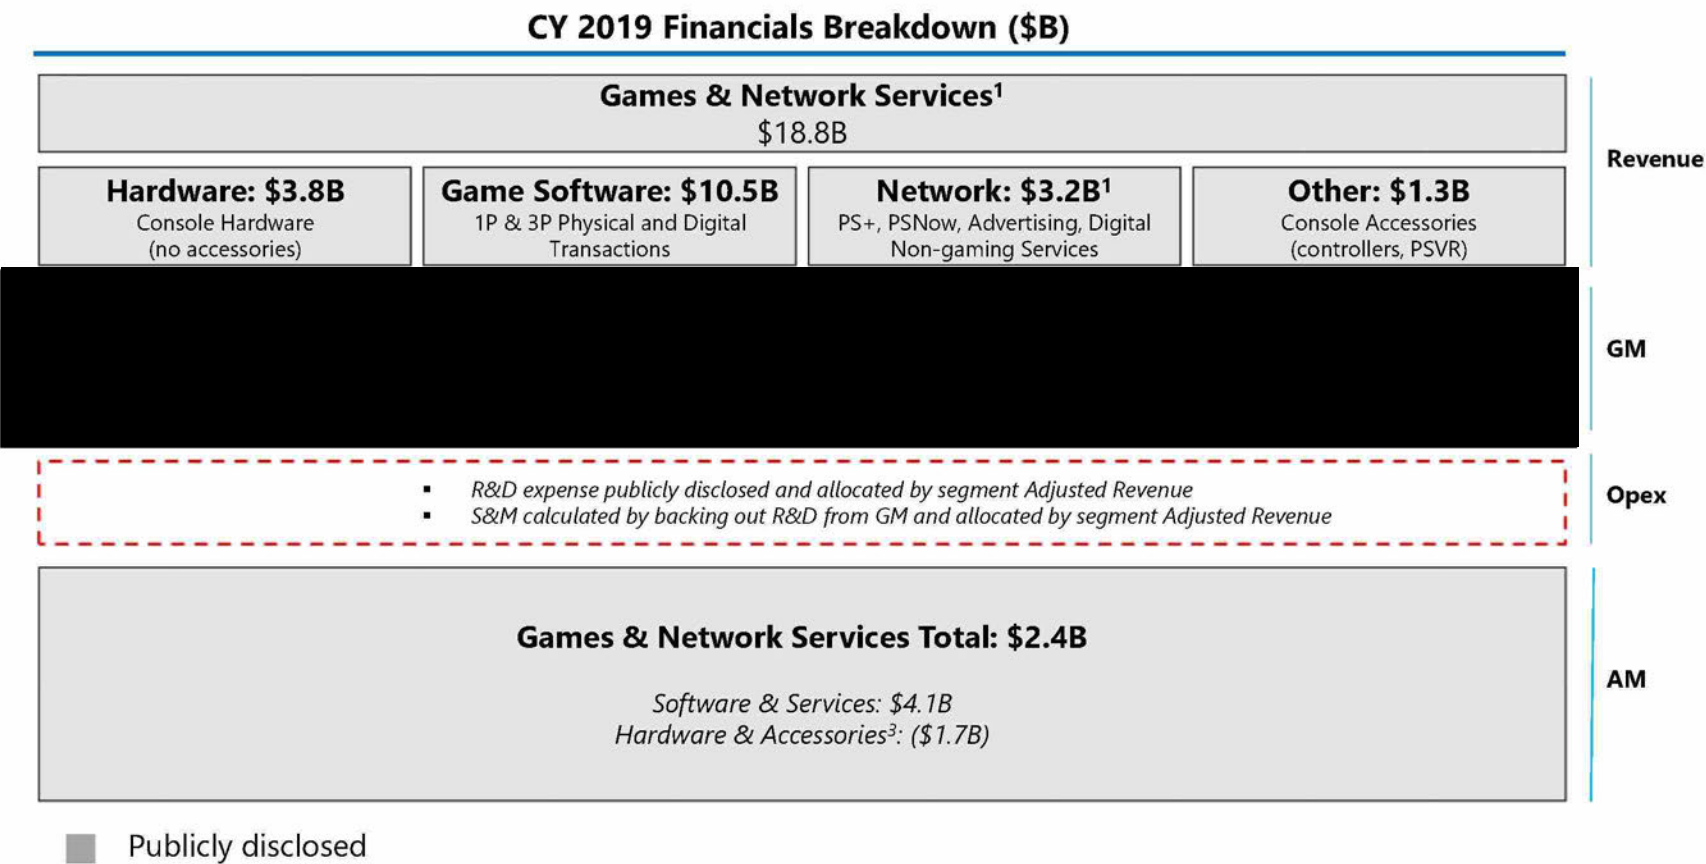 CY 2019 Financials Breakdown ($B)
Games & Network Services¹
$18.8B
Revenue
Hardware: $3.8B
Console Hardware
(no accessories)
Game Software: $10.5B
1P & 3P Physical and Digital
Transactions
Network: $3.2B¹
PS+, PSNow, Advertising, Digital
Non-gaming Services
Other: $1.3B
Console Accessories
(controllers, PSVR)
GM
▪ R&D expense publicly disclosed and allocated by segment Adjusted Revenue
▪ S&M calculated by backing out R&D from GM and allocated by segment Adjusted Revenue
Opex
Games & Network Services Total: $2.4B
Software & Services: $4.1B
Hardware & Accessories³: ($1.7B)
AM
Publicly disclosed